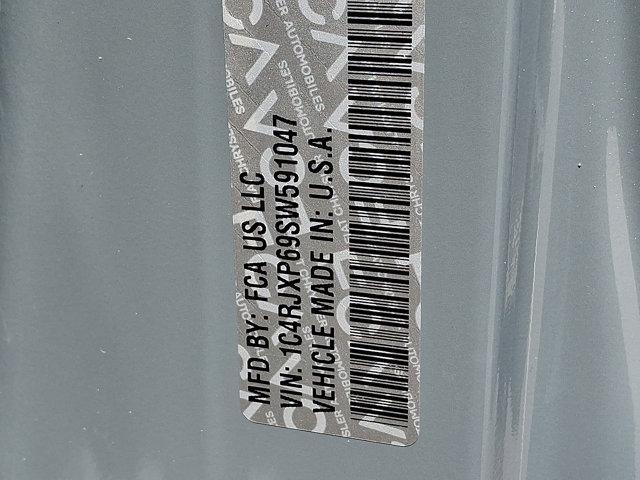 MFD BY: FCA US LLC
VIN: 1C4RJXP69SW591047
VEHICLE MADE IN: U.S.A.